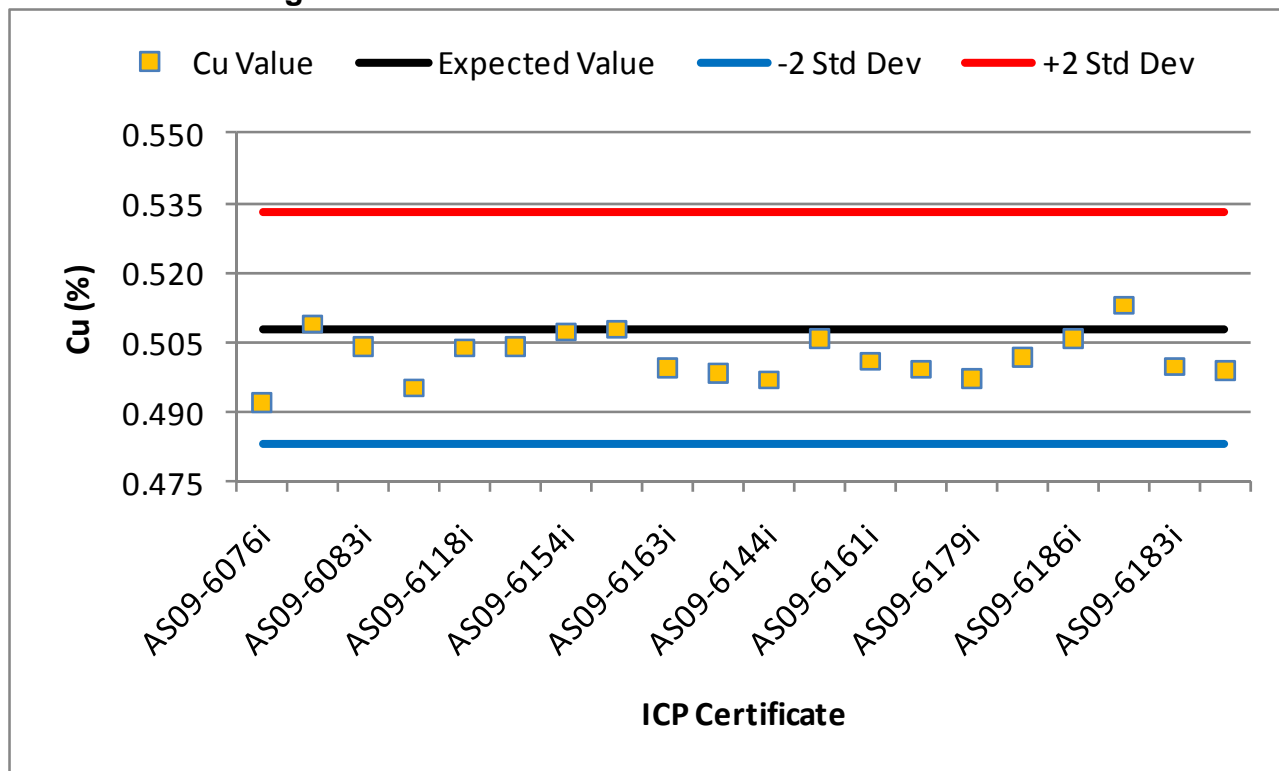 Cu Value Expected Value -2 Std Dev +2 Std Dev
0.550
0.535
0.520
0.505
0.490
0.475
Cu (%)
AS09-6076i
AS09-6083i
AS09-6118i
AS09-6154i
AS09-6163i
AS09-6144i
AS09-6161i
AS09-6179i
AS09-6186i
AS09-6183i
ICP Certificate